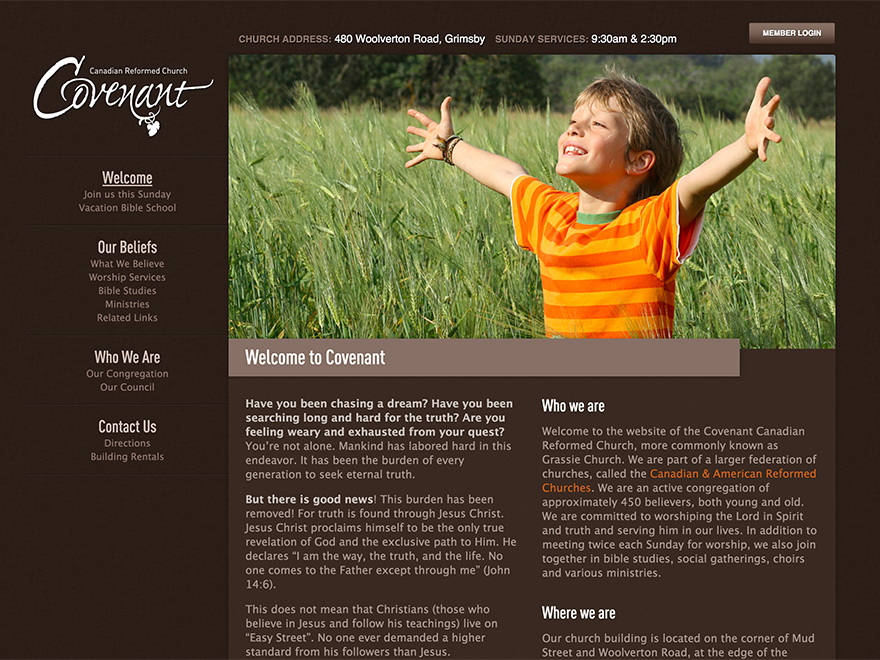 CHURCH ADDRESS: 480 Woolverton Road, Grimsby SUNDAY SERVICES: 9:30am & 2:30pm
MEMBER LOGIN
Canadian Reformed Church
Covenant
Welcome
Join us this Sunday
Vacation Bible School
Our Beliefs
What We Believe
Worship Services
Bible Studies
Ministries
Related Links
Who We Are
Our Congregation
Our Council
Contact Us
Directions
Building Rentals
Welcome to Covenant
Have you been chasing a dream? Have you been
searching long and hard for the truth? Are you
feeling weary and exhausted from your quest?
You're not alone. Mankind has labored hard in this
endeavor. It has been the burden of every
generation to seek eternal truth.
But there is good news! This burden has been
removed! For truth is found through Jesus Christ.
Jesus Christ proclaims himself to be the only true
revelation of God and the exclusive path to Him. He
declares "I am the way, the truth, and the life. No
one comes to the Father except through me" (John
14:6).
This does not mean that Christians (those who
believe in Jesus and follow his teachings) live on
"Easy Street". No one ever demanded a higher
standard from his followers than Jesus.
Who we are
Welcome to the website of the Covenant Canadian
Reformed Church, more commonly known as
Grassie Church. We are part of a larger federation of
churches, called the Canadian & American Reformed
Churches. We are an active congregation of
approximately 450 believers, both young and old.
We are committed to worshiping the Lord in Spirit
and truth and serving him in our lives. In addition to
meeting twice each Sunday for worship, we also join
together in bible studies, social gatherings, choirs
and various ministries.
Where we are
Our church building is located on the corner of Mud
Street and Woolverton Road, at the edge of the